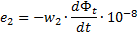 e₂ = −w₂ · dΦₜ/dt · 10⁻⁸